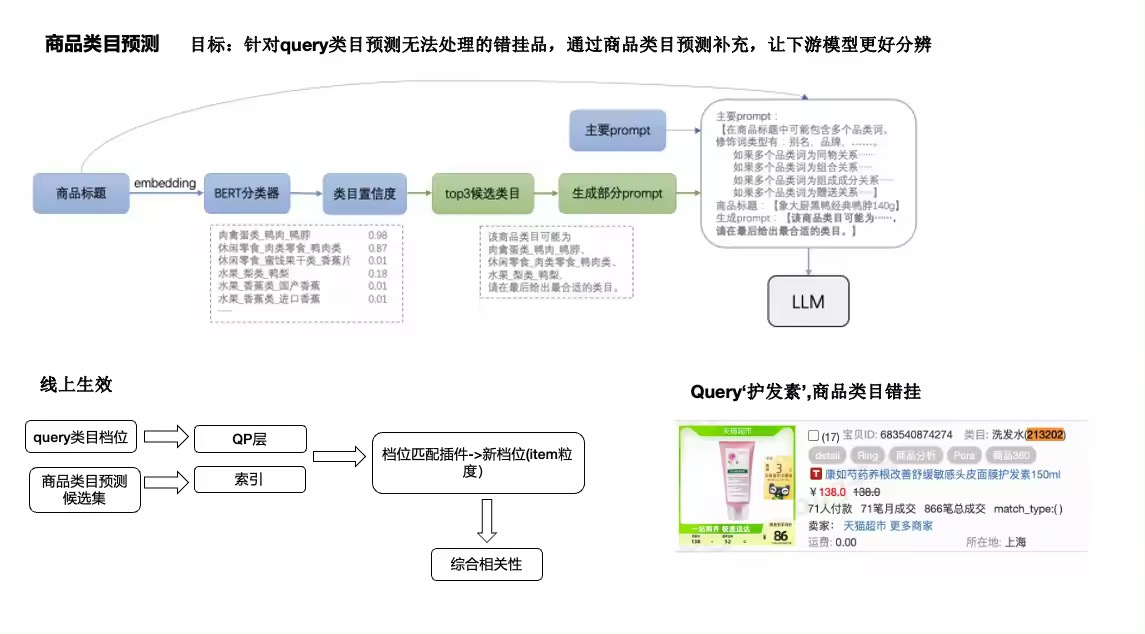 商品类目预测
目标：针对query类目预测无法处理的错挂品，通过商品类目预测补充，让下游模型更好分辨
主要prompt
商品标题
embedding
BERT分类器
类目置信度
top3候选类目
生成部分prompt
主要prompt：
【在商品标题中可能包含多个品类词。
修饰词类型有：别名、品牌，……。
如果多个品类词为同物关系……
如果多个品类词为组合关系……
如果多个品类词为组成成分关系……
如果多个品类词为赠送关系……】
商品标题：【象大厨黑鸭经典鸭脖140g】
生成prompt：【该商品类目可能为……，
请在最后给出最合适的类目。】
肉禽蛋类_鸭肉_鸭脖 0.98
休闲零食_肉类零食_鸭肉类 0.87
休闲零食_蜜饯果干类_香蕉片 0.01
水果_梨类_鸭梨 0.18
水果_香蕉类_国产香蕉 0.01
水果_香蕉类_进口香蕉 0.01
……
该商品类目可能为
肉禽蛋类_鸭肉_鸭脖、
休闲零食_肉类零食_鸭肉类、
水果_梨类_鸭梨，
请在最后给出最合适的类目。
LLM
线上生效
query类目档位
QP层
商品类目预测
候选集
索引
档位匹配插件->新档位(item粒
度）
综合相关性
Query‘护发素’,商品类目错挂
天猫超市
(17) 宝贝ID: 683540874274 类目: 洗发水(213202)
detail Ring 商品分析 Pora 商品360
T 康如芍药养根改善舒缓敏感头皮面膜护发素150ml
￥138.0 138.0
71人付款 71笔月成交 866笔总成交 match_type:( )
卖家: 天猫超市 更多商家
运费: 0.00 所在地: 上海
3
86